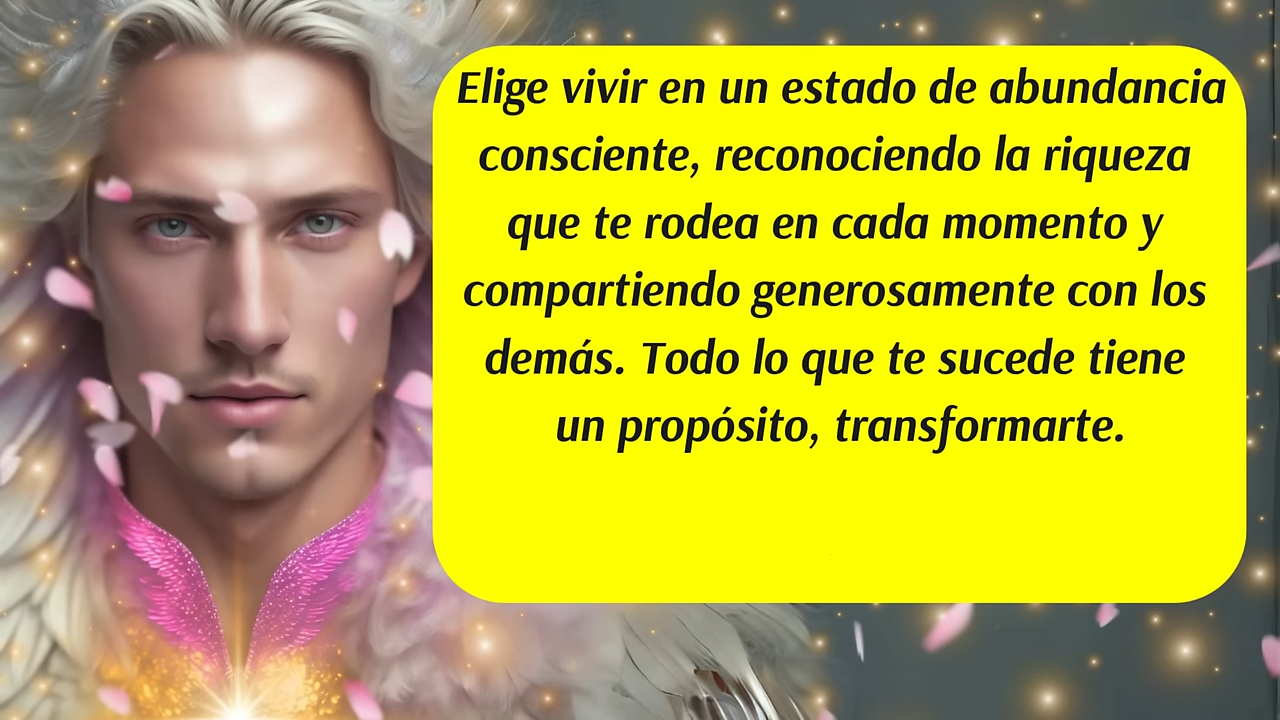 Elige vivir en un estado de abundancia
consciente, reconociendo la riqueza
que te rodea en cada momento y
compartiendo generosamente con los
demás. Todo lo que te sucede tiene
un propósito, transformarte.